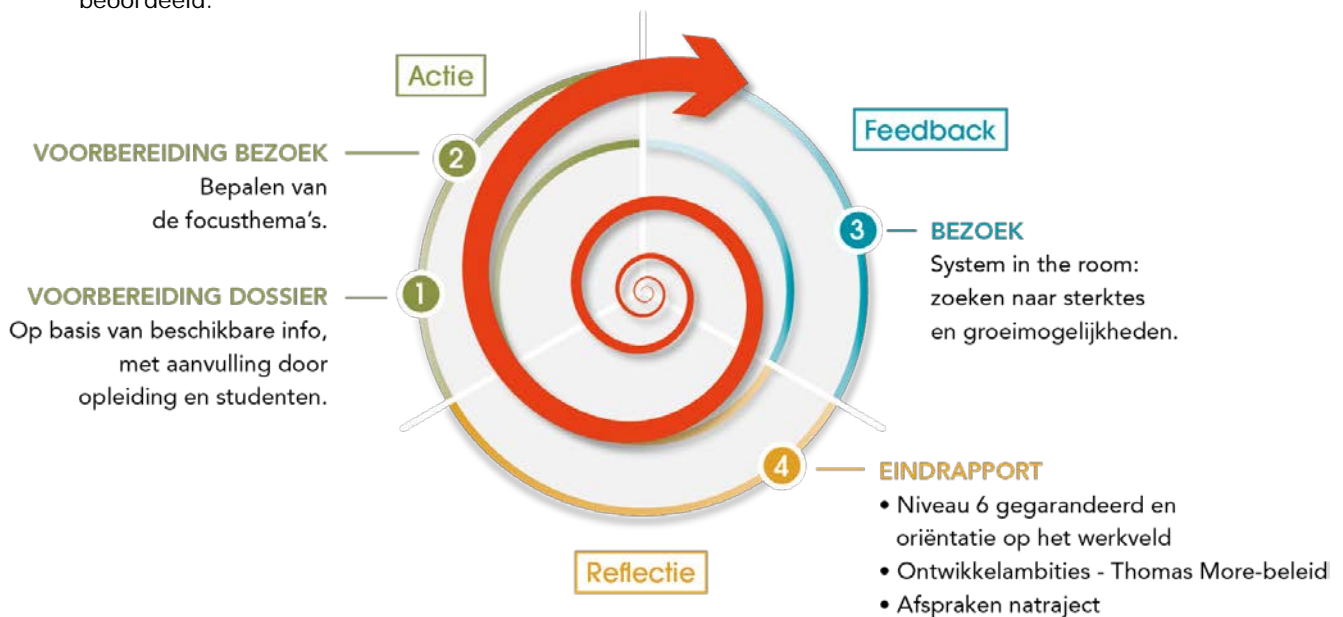 beoordeeld.
Actie
Feedback
VOORBEREIDING BEZOEK
2
Bepalen van
de focusthema's.
3
BEZOEK
System in the room:
zoeken naar sterktes
en groeimogelijkheden.
VOORBEREIDING DOSSIER
1
Op basis van beschikbare info,
met aanvulling door
opleiding en studenten.
4
EINDRAPPORT
• Niveau 6 gegarandeerd en
oriëntatie op het werkveld
• Ontwikkelambities - Thomas More-beleid
• Afspraken natraject
Reflectie